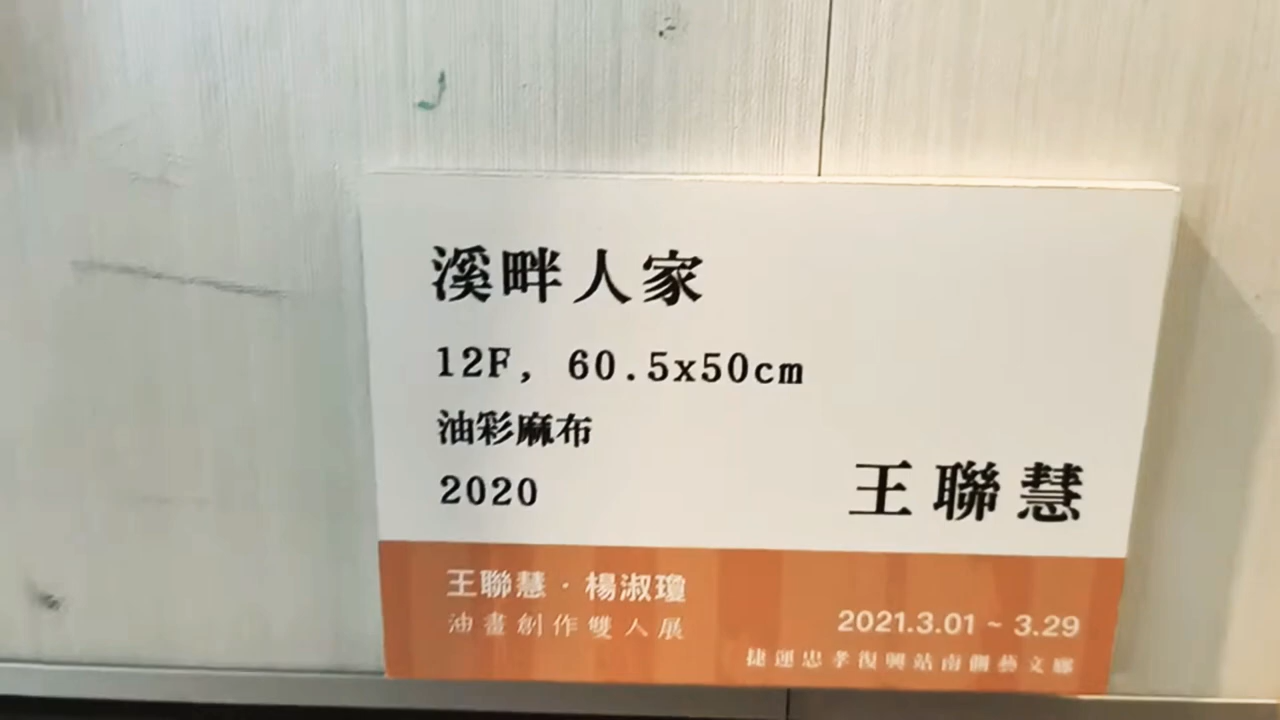 溪畔人家
12F, 60.5x50cm
油彩麻布
2020
王聯慧
王聯慧·楊淑瓊
油畫創作雙人展
2021.3.01 ~ 3.29
捷運忠孝復興站南側藝文廊